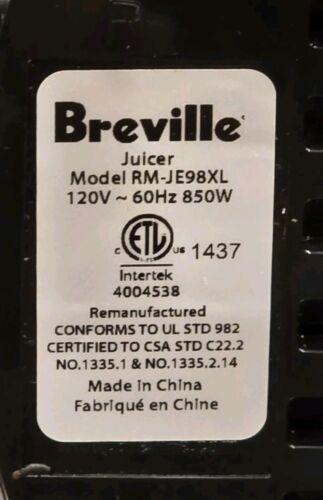 Breville
Juicer
Model RM-JE98XL
120V ~ 60Hz 850W
C ETL US 1437
Intertek
4004538
Remanufactured
CONFORMS TO UL STD 982
CERTIFIED TO CSA STD C22.2
NO.1335.1 & NO.1335.2.14
Made in China
Fabriqué en Chine